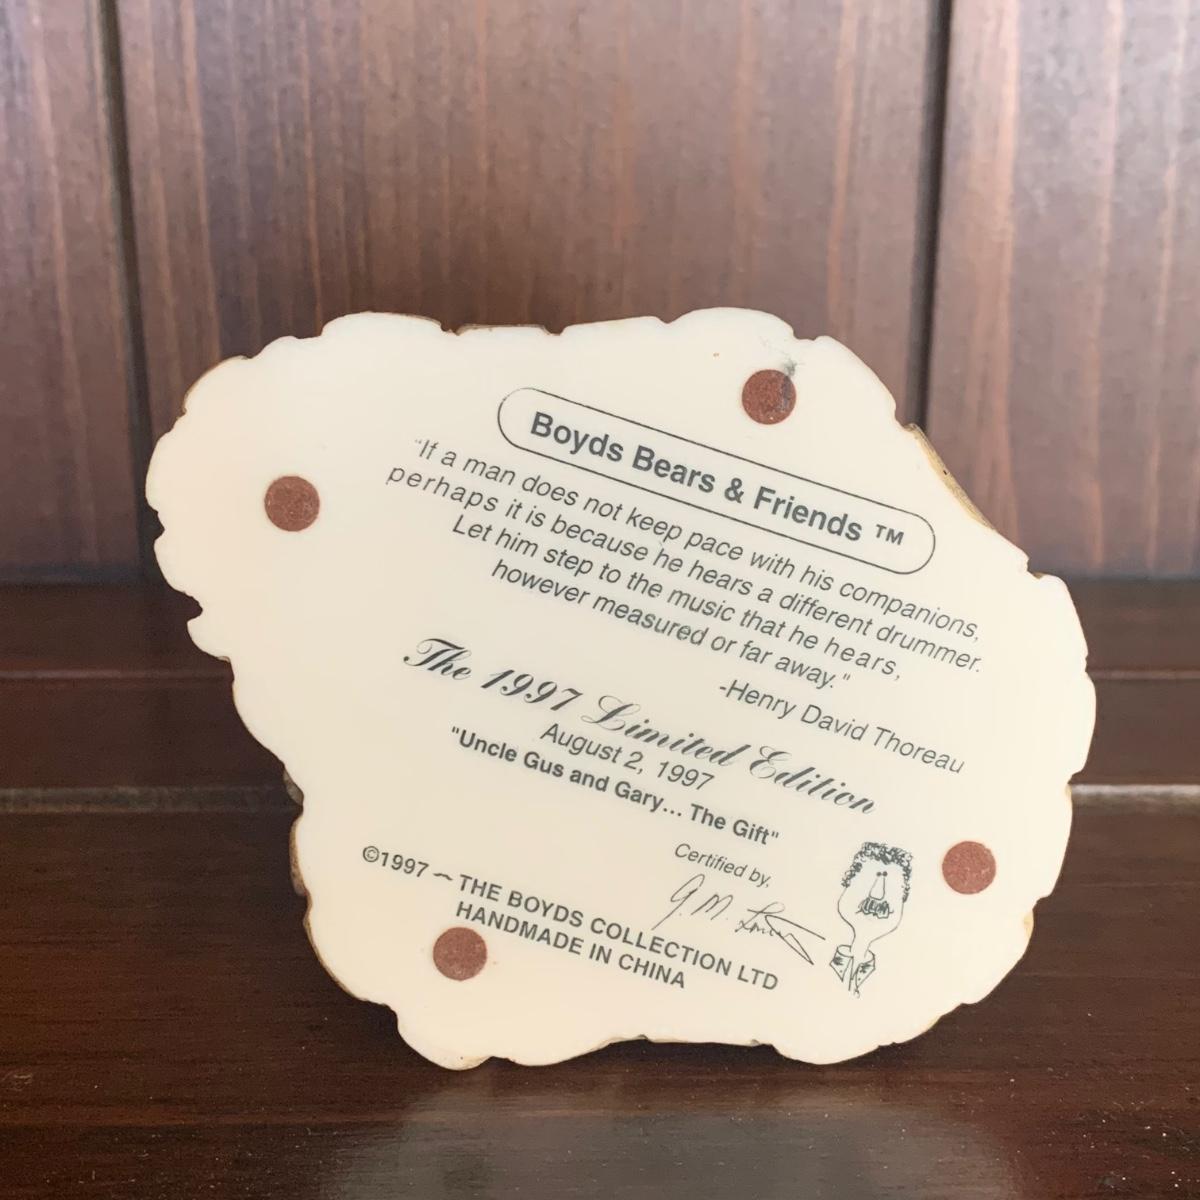 Boyds Bears & Friends ™
"If a man does not keep pace with his companions,
perhaps it is because he hears a different drummer.
Let him step to the music that he hears,
however measured or far away."
-Henry David Thoreau
The 1997 Limited Edition
August 2, 1997
"Uncle Gus and Gary... The Gift"
Certified by,
G.M.
©1997 ~ THE BOYDS COLLECTION LTD
HANDMADE IN CHINA